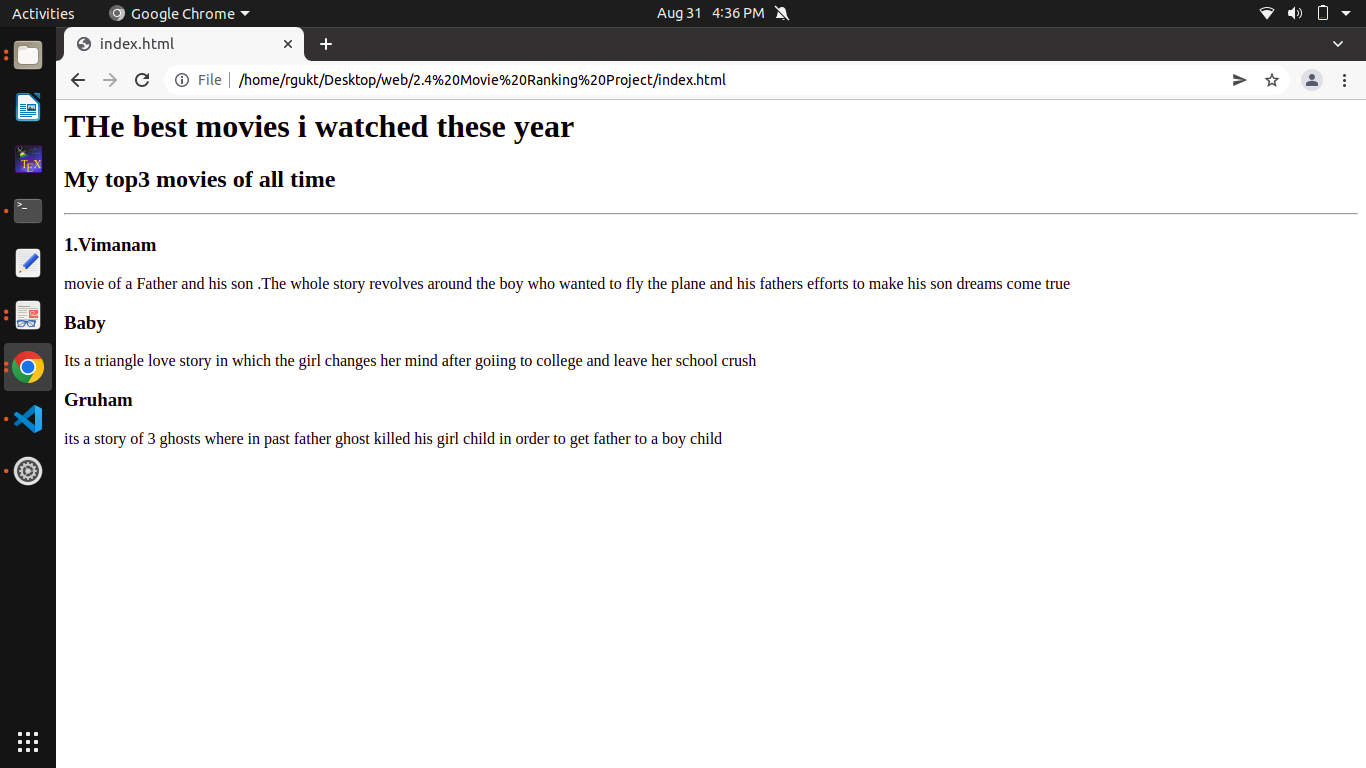 Activities Google Chrome Aug 31 4:36 PM
index.html
File /home/rgukt/Desktop/web/2.4%20Movie%20Ranking%20Project/index.html
THe best movies i watched these year
My top3 movies of all time
1.Vimanam
movie of a Father and his son .The whole story revolves around the boy who wanted to fly the plane and his fathers efforts to make his son dreams come true
Baby
Its a triangle love story in which the girl changes her mind after goiing to college and leave her school crush
Gruham
its a story of 3 ghosts where in past father ghost killed his girl child in order to get father to a boy child
TEX
>_